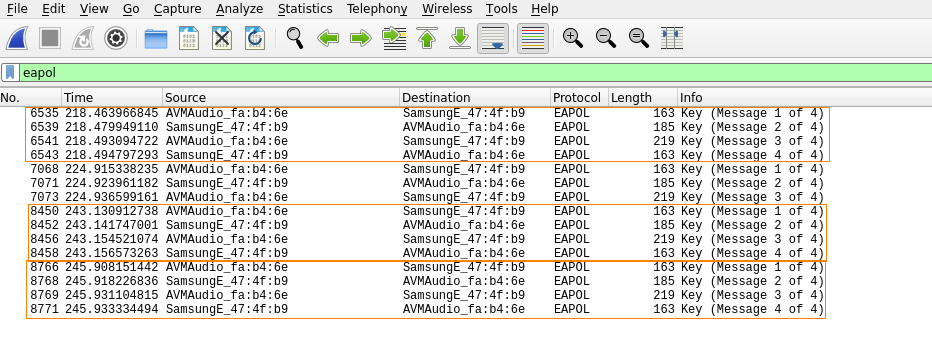 File Edit View Go Capture Analyze Statistics Telephony Wireless Tools Help
eapol
No. Time Source Destination Protocol Length Info
6535 218.463966845 AVMAudio_fa:b4:6e SamsungE_47:4f:b9 EAPOL 163 Key (Message 1 of 4)
6539 218.479949110 SamsungE_47:4f:b9 AVMAudio_fa:b4:6e EAPOL 185 Key (Message 2 of 4)
6541 218.493094722 AVMAudio_fa:b4:6e SamsungE_47:4f:b9 EAPOL 219 Key (Message 3 of 4)
6543 218.494797293 SamsungE_47:4f:b9 AVMAudio_fa:b4:6e EAPOL 163 Key (Message 4 of 4)
7068 224.915338235 AVMAudio_fa:b4:6e SamsungE_47:4f:b9 EAPOL 163 Key (Message 1 of 4)
7071 224.923961182 SamsungE_47:4f:b9 AVMAudio_fa:b4:6e EAPOL 185 Key (Message 2 of 4)
7073 224.936599161 AVMAudio_fa:b4:6e SamsungE_47:4f:b9 EAPOL 219 Key (Message 3 of 4)
8450 243.130912738 AVMAudio_fa:b4:6e SamsungE_47:4f:b9 EAPOL 163 Key (Message 1 of 4)
8452 243.141747001 SamsungE_47:4f:b9 AVMAudio_fa:b4:6e EAPOL 185 Key (Message 2 of 4)
8456 243.154521074 AVMAudio_fa:b4:6e SamsungE_47:4f:b9 EAPOL 219 Key (Message 3 of 4)
8458 243.156573263 SamsungE_47:4f:b9 AVMAudio_fa:b4:6e EAPOL 163 Key (Message 4 of 4)
8766 245.908151442 AVMAudio_fa:b4:6e SamsungE_47:4f:b9 EAPOL 163 Key (Message 1 of 4)
8768 245.918226836 SamsungE_47:4f:b9 AVMAudio_fa:b4:6e EAPOL 185 Key (Message 2 of 4)
8769 245.931104815 AVMAudio_fa:b4:6e SamsungE_47:4f:b9 EAPOL 219 Key (Message 3 of 4)
8771 245.933334494 SamsungE_47:4f:b9 AVMAudio_fa:b4:6e EAPOL 163 Key (Message 4 of 4)